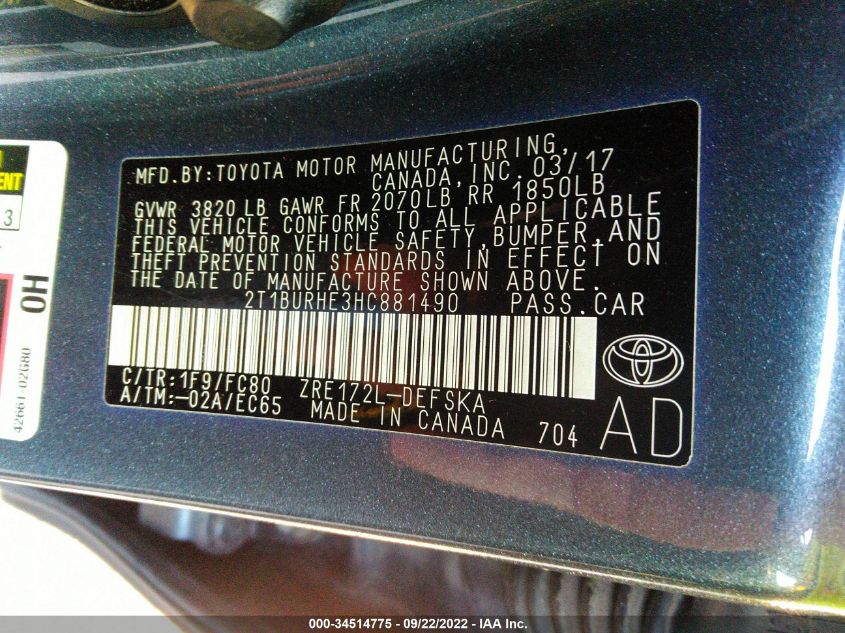 MFD.BY:TOYOTA MOTOR MANUFACTURING,
CANADA,INC. 03/17
GVWR 3820 LB GAWR FR 2070LB RR 1850LB
THIS VEHICLE CONFORMS TO ALL APPLICABLE
FEDERAL MOTOR VEHICLE SAFETY,BUMPER,AND
THEFT PREVENTION STANDARDS IN EFFECT ON
THE DATE OF MANUFACTURE SHOWN ABOVE.
2T1BURHE3HC881490 PASS.CAR
C/TR:1F9/FC80 ZRE172L-DEFSKA
A/TM:-02A/EC65 MADE IN CANADA 704
AD
3
OH
42661-02G80
000-34514775 - 09/22/2022 - IAA Inc.